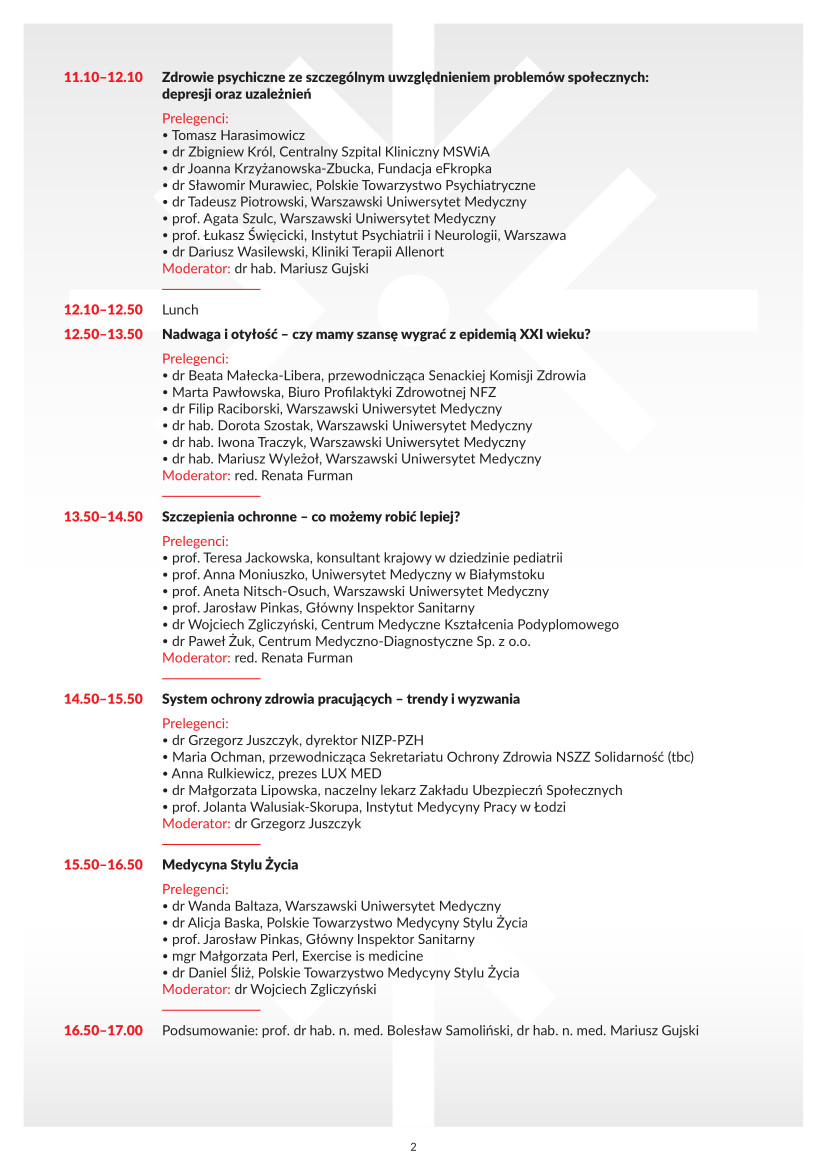 11.10–12.10 Zdrowie psychiczne ze szczególnym uwzględnieniem problemów społecznych:
depresji oraz uzależnień
Prelegenci:
• Tomasz Harasimowicz
• dr Zbigniew Król, Centralny Szpital Kliniczny MSWiA
• dr Joanna Krzyżanowska-Zbucka, Fundacja eFkropka
• dr Sławomir Murawiec, Polskie Towarzystwo Psychiatryczne
• dr Tadeusz Piotrowski, Warszawski Uniwersytet Medyczny
• prof. Agata Szulc, Warszawski Uniwersytet Medyczny
• prof. Łukasz Święcicki, Instytut Psychiatrii i Neurologii, Warszawa
• dr Dariusz Wasilewski, Kliniki Terapii Allenort
Moderator: dr hab. Mariusz Gujski
12.10–12.50 Lunch
12.50–13.50 Nadwaga i otyłość – czy mamy szansę wygrać z epidemią XXI wieku?
Prelegenci:
• dr Beata Małecka-Libera, przewodnicząca Senackiej Komisji Zdrowia
• Marta Pawłowska, Biuro Profilaktyki Zdrowotnej NFZ
• dr Filip Raciborski, Warszawski Uniwersytet Medyczny
• dr hab. Dorota Szostak, Warszawski Uniwersytet Medyczny
• dr hab. Iwona Traczyk, Warszawski Uniwersytet Medyczny
• dr hab. Mariusz Wyleżoł, Warszawski Uniwersytet Medyczny
Moderator: red. Renata Furman
13.50–14.50 Szczepienia ochronne – co możemy robić lepiej?
Prelegenci:
• prof. Teresa Jackowska, konsultant krajowy w dziedzinie pediatrii
• prof. Anna Moniuszko, Uniwersytet Medyczny w Białymstoku
• prof. Aneta Nitsch-Osuch, Warszawski Uniwersytet Medyczny
• prof. Jarosław Pinkas, Główny Inspektor Sanitarny
• dr Wojciech Zgliczyński, Centrum Medyczne Kształcenia Podyplomowego
• dr Paweł Żuk, Centrum Medyczno-Diagnostyczne Sp. z o.o.
Moderator: red. Renata Furman
14.50–15.50 System ochrony zdrowia pracujących – trendy i wyzwania
Prelegenci:
• dr Grzegorz Juszczyk, dyrektor NIZP-PZH
• Maria Ochman, przewodnicząca Sekretariatu Ochrony Zdrowia NSZZ Solidarność (tbc)
• Anna Rulkiewicz, prezes LUX MED
• dr Małgorzata Lipowska, naczelny lekarz Zakładu Ubezpieczń Społecznych
• prof. Jolanta Walusiak-Skorupa, Instytut Medycyny Pracy w Łodzi
Moderator: dr Grzegorz Juszczyk
15.50–16.50 Medycyna Stylu Życia
Prelegenci:
• dr Wanda Baltaza, Warszawski Uniwersytet Medyczny
• dr Alicja Baska, Polskie Towarzystwo Medycyny Stylu Życia
• prof. Jarosław Pinkas, Główny Inspektor Sanitarny
• mgr Małgorzata Perl, Exercise is medicine
• dr Daniel Śliż, Polskie Towarzystwo Medycyny Stylu Życia
Moderator: dr Wojciech Zgliczyński
16.50–17.00 Podsumowanie: prof. dr hab. n. med. Bolesław Samoliński, dr hab. n. med. Mariusz Gujski
2